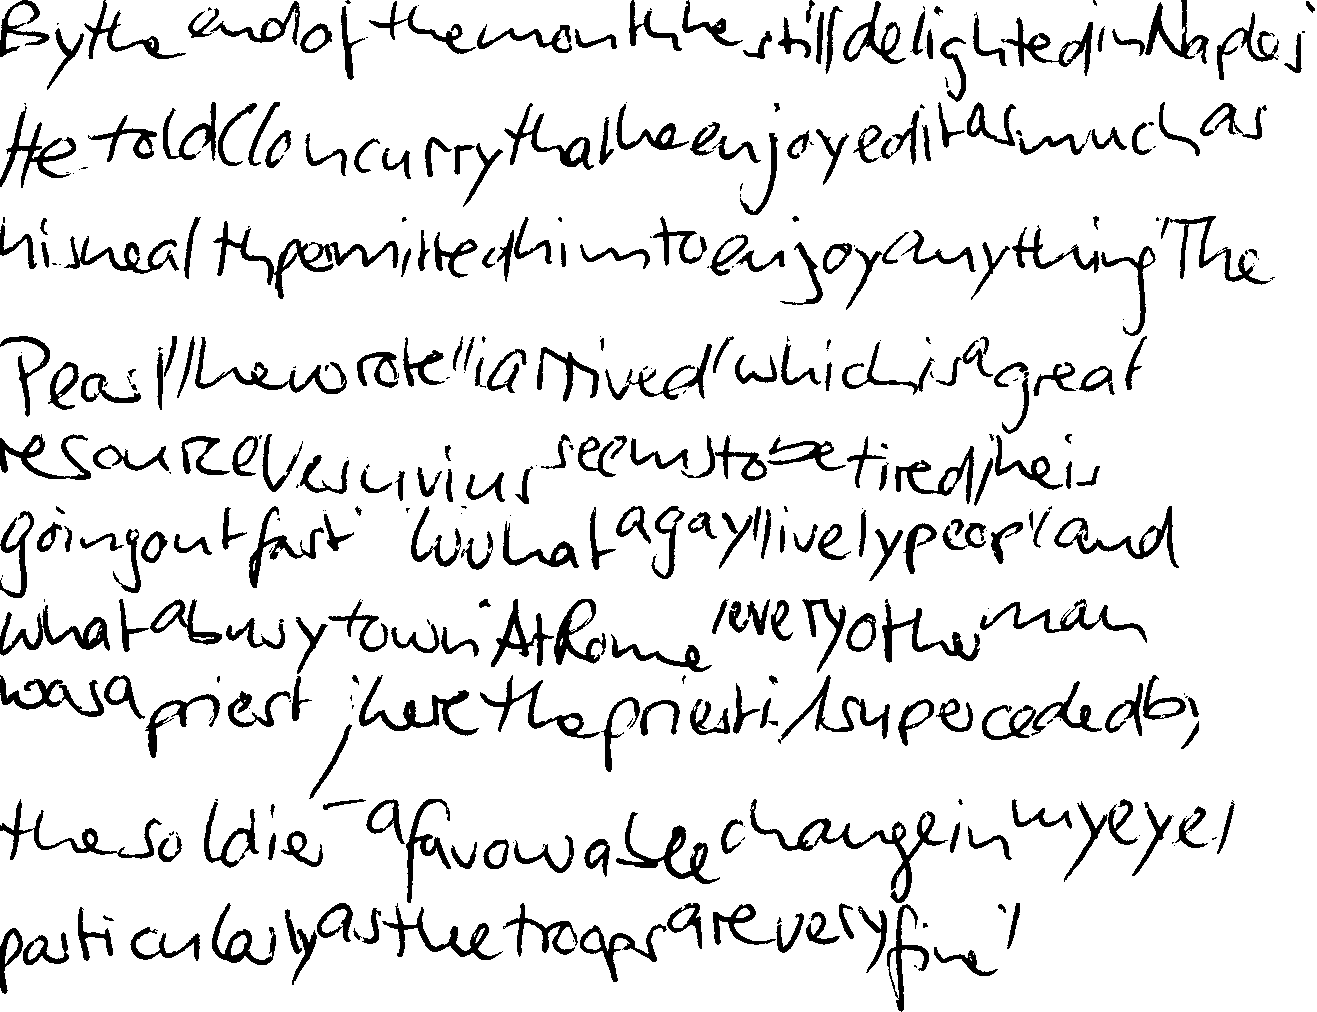 By the end of the month he still delighted in Naples.
He told Cloncurry that he enjoyed it as much as
his health permitted him to enjoy anything. "The
Pearl," he wrote, "is arrived, which is a great
resource. Vesuvius seems to be tired; he is
going out fast. What a gay, lively people, and
what a busy town. At Rome, every other man
was a priest; here the priest is superceded by
the soldier - a favourable change in my eyes,
particularly as the troops are very fine."